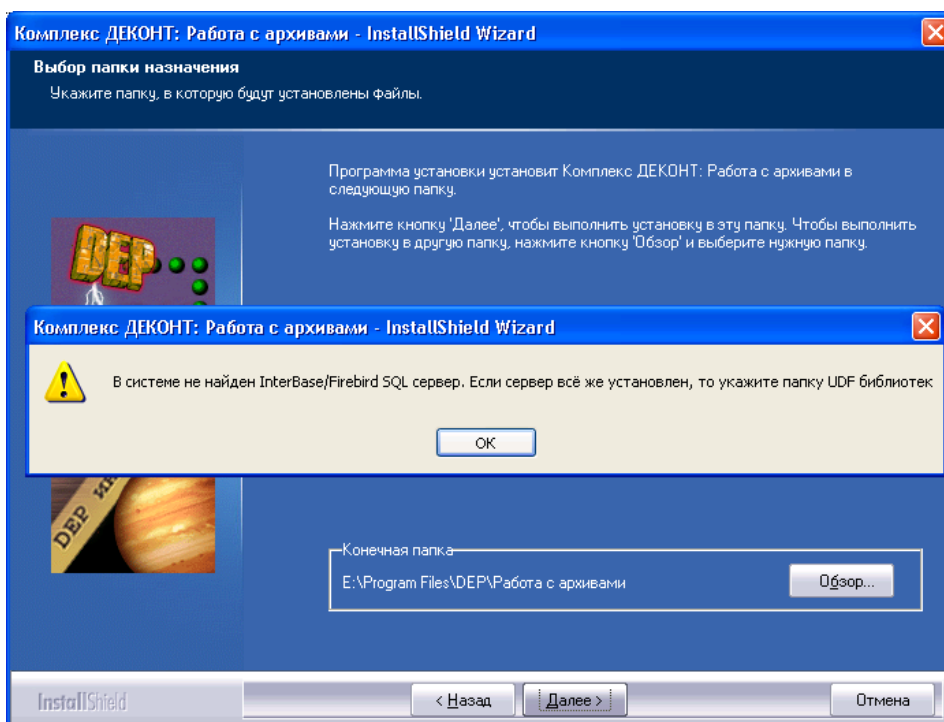 Комплекс ДЕКОНТ: Работа с архивами - InstallShield Wizard
Выбор папки назначения
Укажите папку, в которую будут установлены файлы.
Программа установки установит Комплекс ДЕКОНТ: Работа с архивами в
следующую папку.
Нажмите кнопку 'Далее', чтобы выполнить установку в эту папку. Чтобы выполнить
установку в другую папку, нажмите кнопку 'Обзор' и выберите нужную папку.
DEP
Комплекс ДЕКОНТ: Работа с архивами - InstallShield Wizard
В системе не найден InterBase/Firebird SQL сервер. Если сервер всё же установлен, то укажите папку UDF библиотек
OK
DEP
Конечная папка
E:\Program Files\DEP\Работа с архивами
Обзор...
InstallShield
< Назад
Далее >
Отмена